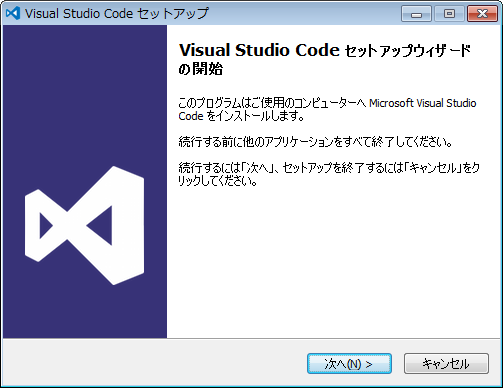 Visual Studio Code セットアップ
Visual Studio Code セットアップウィザード
の開始
このプログラムはご使用のコンピューターへ Microsoft Visual Studio
Code をインストールします。
続行する前に他のアプリケーションをすべて終了してください。
続行するには「次へ」、セットアップを終了するには「キャンセル」をク
リックしてください。
次へ(N) >
キャンセル